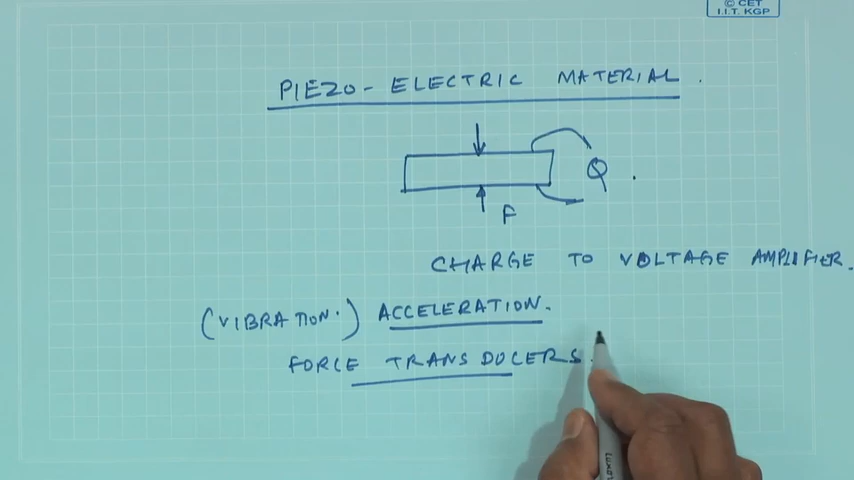 © CET
I.I.T. KGP
PIEZO-ELECTRIC MATERIAL.
Q.
F
CHARGE TO VOLTAGE AMPLIFIER.
(VIBRATION.) ACCELERATION.
FORCE TRANSDUCERS.